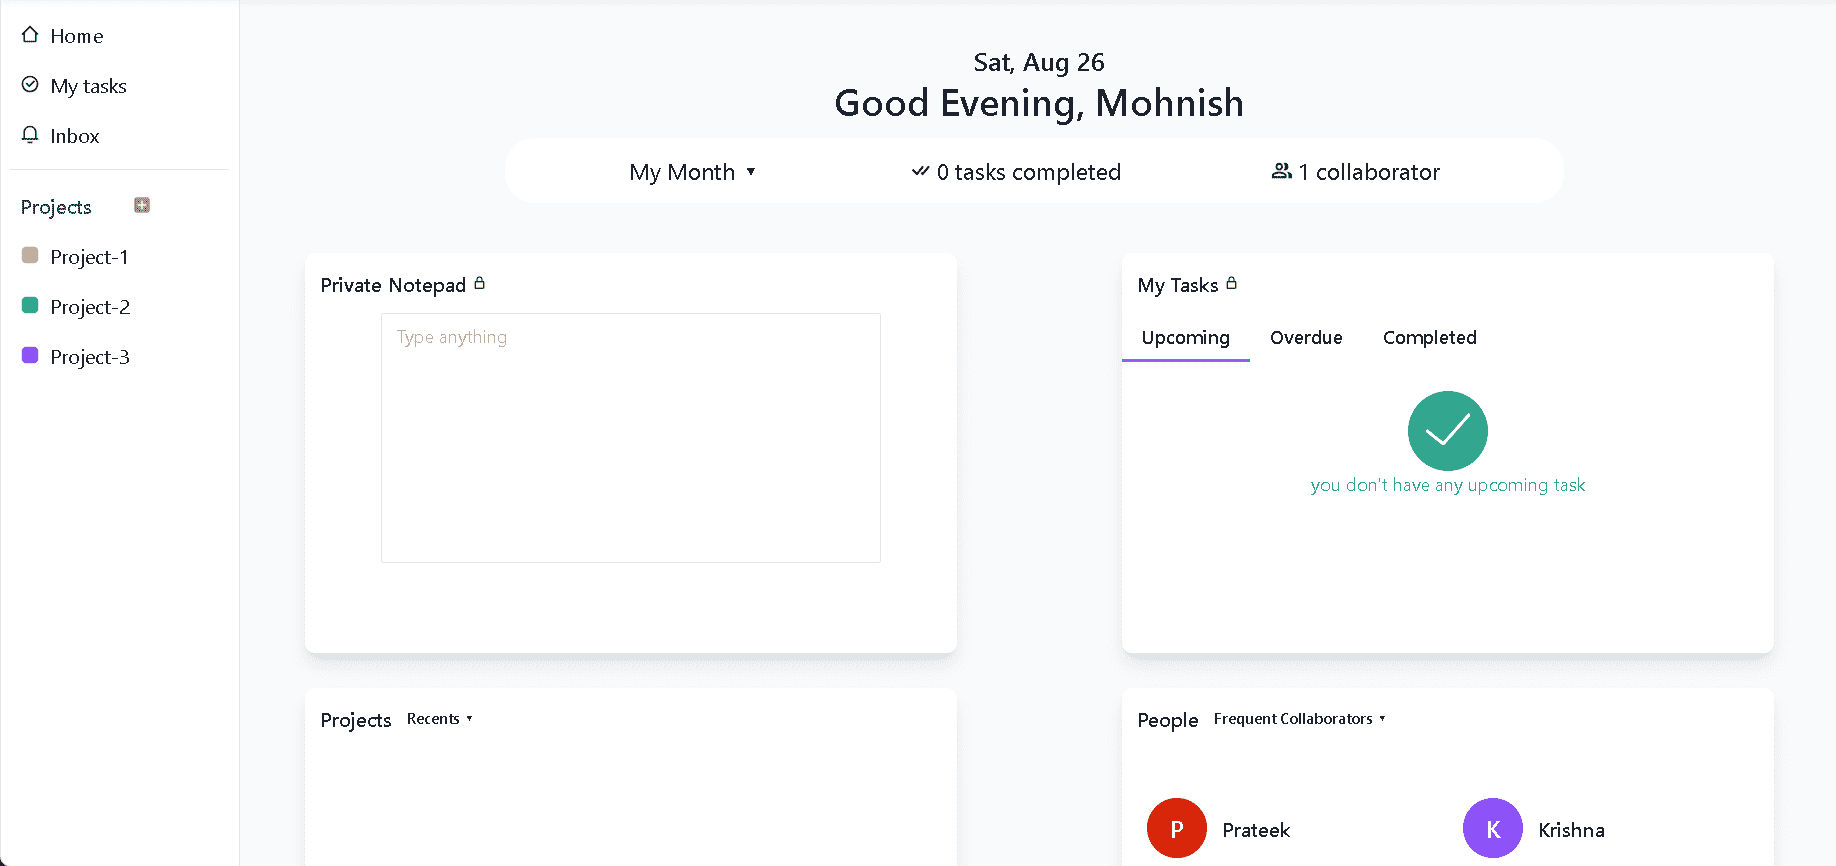 Home
My tasks
Inbox
Projects
Project-1
Project-2
Project-3
Sat, Aug 26
Good Evening, Mohnish
My Month
0 tasks completed
1 collaborator
Private Notepad
Type anything
My Tasks
Upcoming Overdue Completed
you don't have any upcoming task
Projects Recents
People Frequent Collaborators
P Prateek
K Krishna